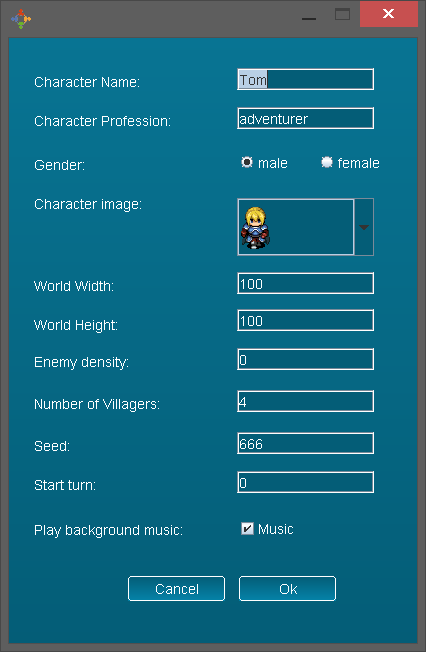 Character Name: Tom
Character Profession: adventurer
Gender: male female
Character image:
World Width: 100
World Height: 100
Enemy density: 0
Number of Villagers: 4
Seed: 666
Start turn: 0
Play background music: Music
Cancel Ok